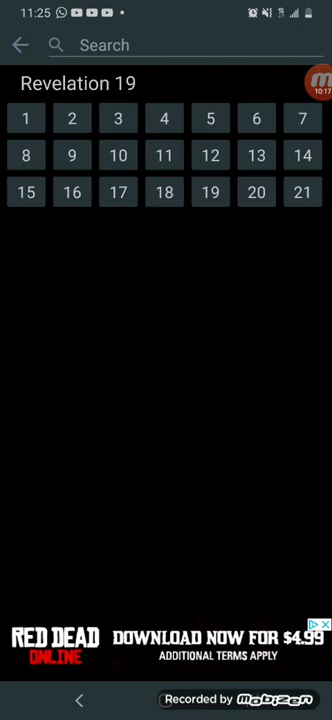 11:25
Search
Revelation 19
10:17
1 2 3 4 5 6 7
8 9 10 11 12 13 14
15 16 17 18 19 20 21
RED DEAD
ONLINE
DOWNLOAD NOW FOR $4.99
ADDITIONAL TERMS APPLY
Recorded by mobizen